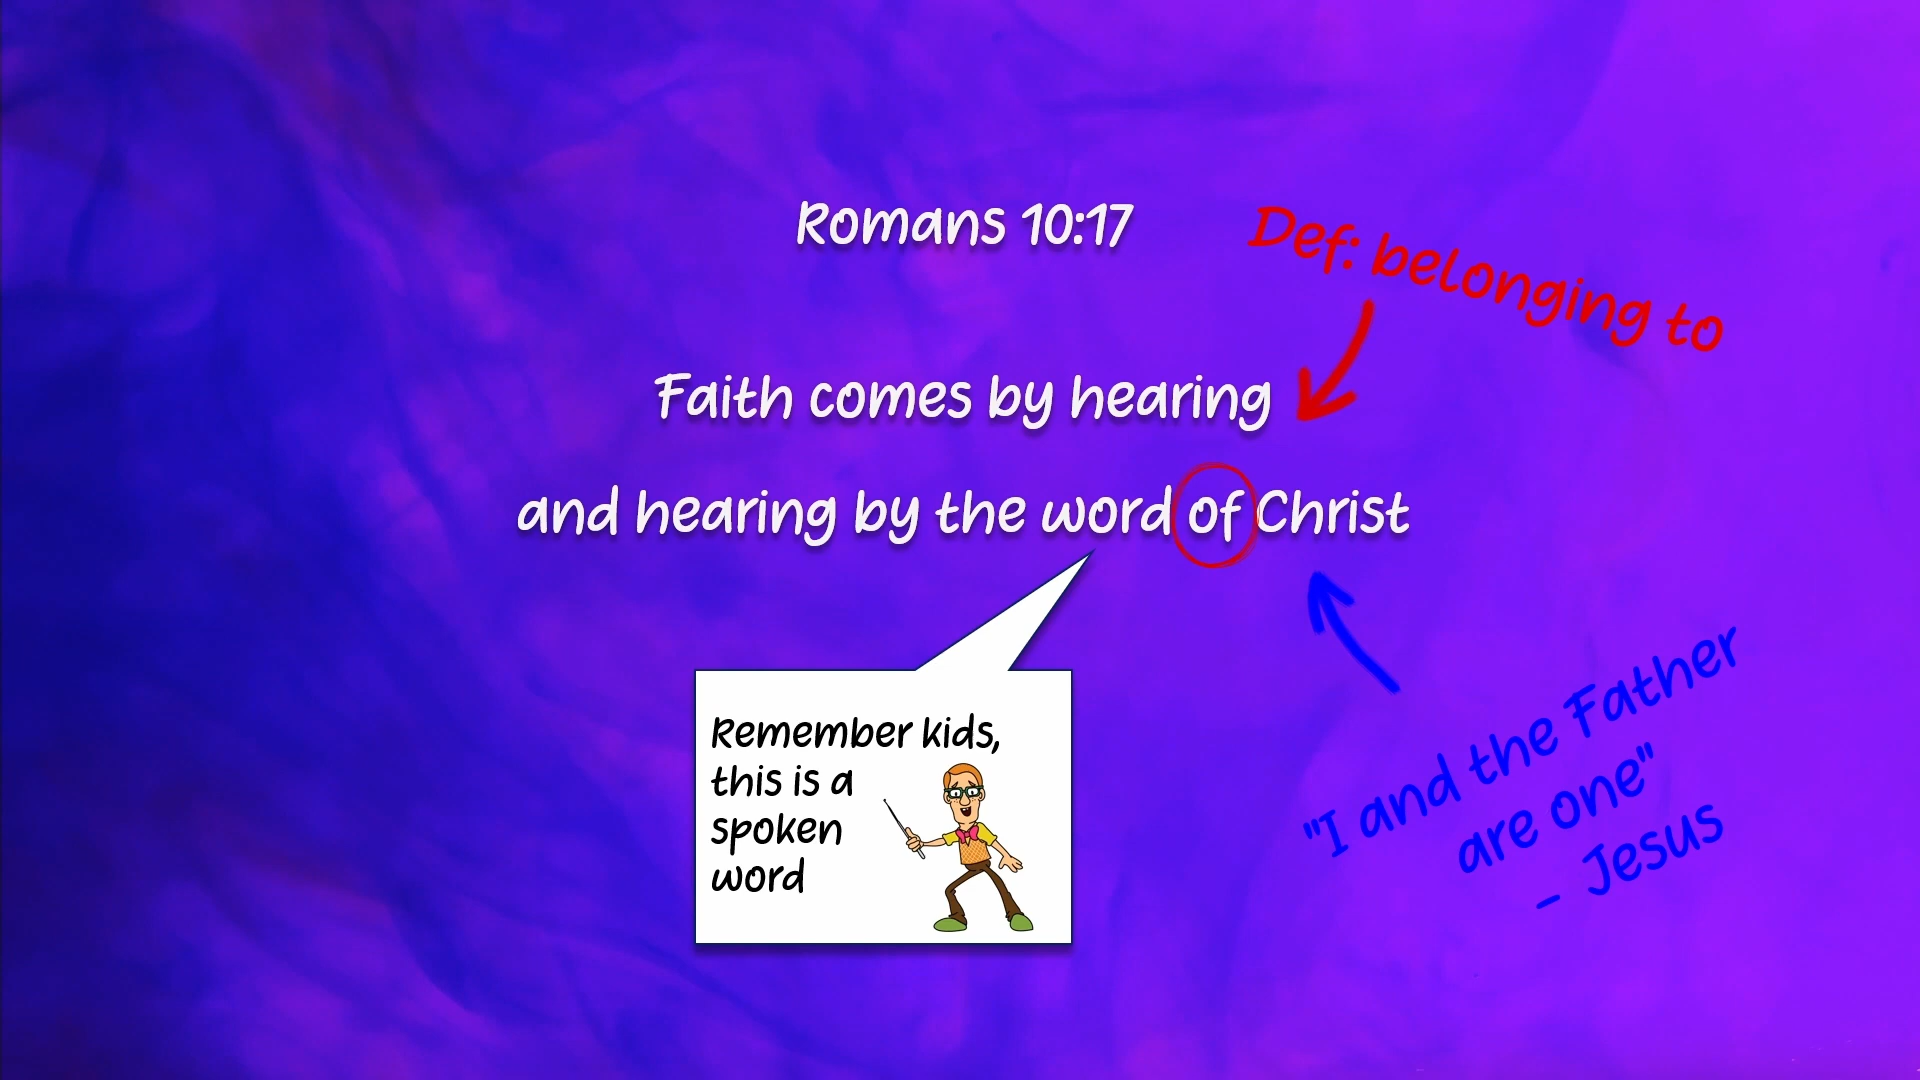 Romans 10:17
Def: belonging to
Faith comes by hearing
and hearing by the word of Christ
Remember kids,
this is a
spoken
word
"I and the Father
are one"
- Jesus